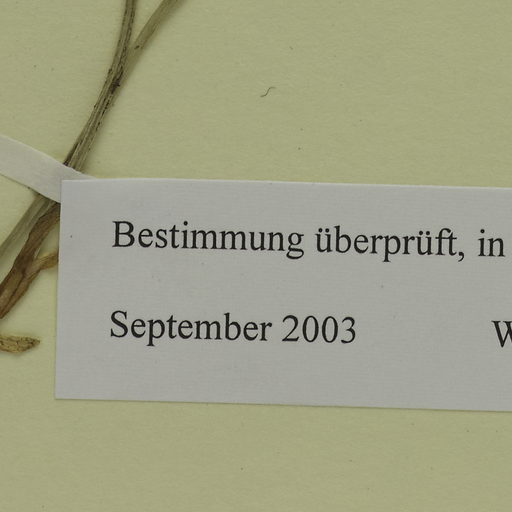 Bestimmung überprüft, in
September 2003 W